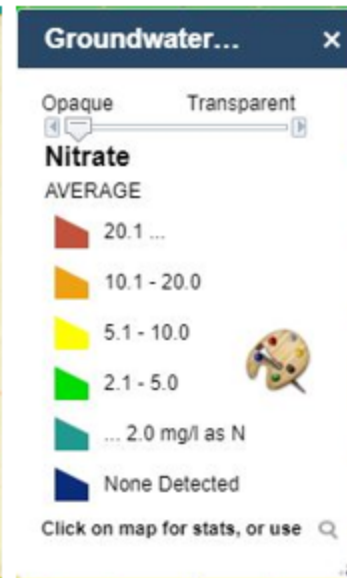 Groundwater... ×
Opaque Transparent
Nitrate
AVERAGE
20.1 ...
10.1 - 20.0
5.1 - 10.0
2.1 - 5.0
... 2.0 mg/l as N
None Detected
Click on map for stats, or use